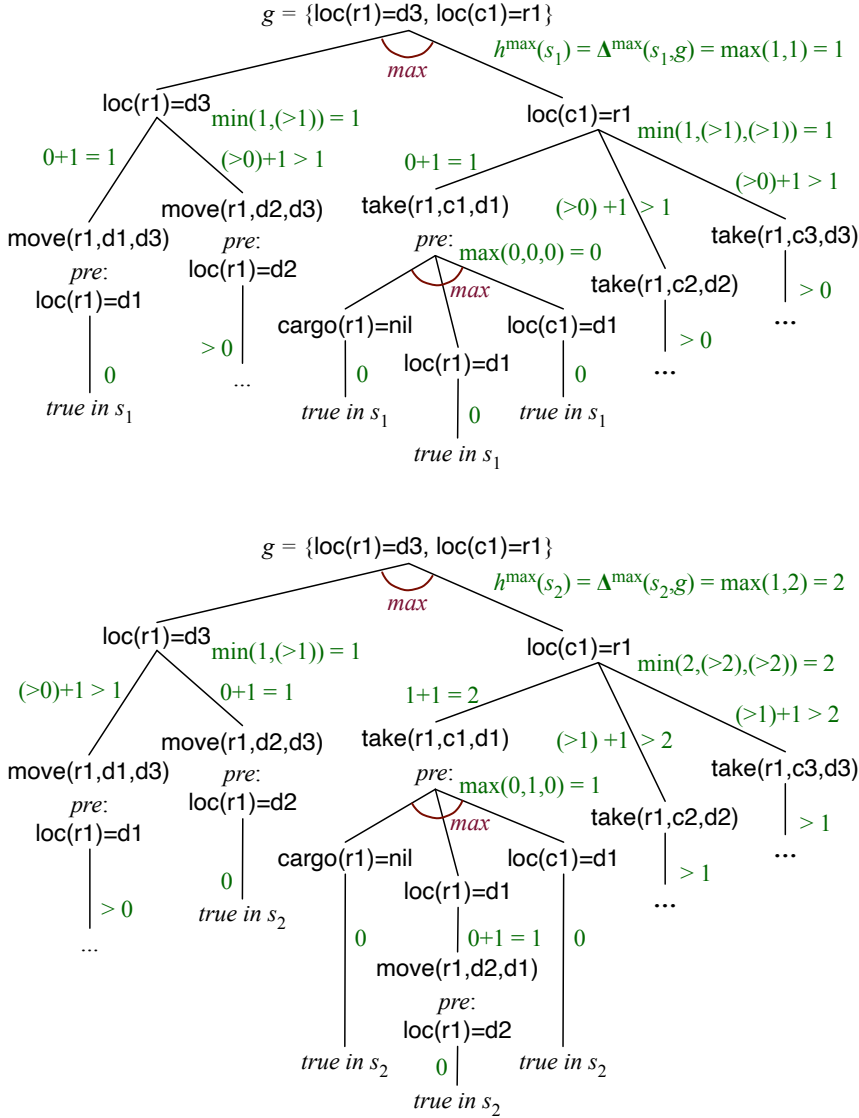 g = {loc(r1)=d3, loc(c1)=r1}
hᵐᵃˣ(s₁) = Δᵐᵃˣ(s₁,g) = max(1,1) = 1
max
loc(r1)=d3
loc(c1)=r1
min(1,(>1)) = 1
min(1,(>1),(>1)) = 1
0+1 = 1
(>0)+1 > 1
0+1 = 1
(>0) +1 > 1
(>0)+1 > 1
move(r1,d1,d3)
pre:
loc(r1)=d1
0
true in s₁
move(r1,d2,d3)
pre:
loc(r1)=d2
> 0
...
take(r1,c1,d1)
pre:
max(0,0,0) = 0
max
cargo(r1)=nil
0
true in s₁
loc(r1)=d1
0
true in s₁
loc(c1)=d1
0
true in s₁
take(r1,c2,d2)
> 0
...
take(r1,c3,d3)
> 0
...
g = {loc(r1)=d3, loc(c1)=r1}
hᵐᵃˣ(s₂) = Δᵐᵃˣ(s₂,g) = max(1,2) = 2
max
loc(r1)=d3
loc(c1)=r1
min(1,(>1)) = 1
min(2,(>2),(>2)) = 2
(>0)+1 > 1
0+1 = 1
1+1 = 2
(>1) +1 > 2
(>1)+1 > 2
move(r1,d1,d3)
pre:
loc(r1)=d1
> 0
...
move(r1,d2,d3)
pre:
loc(r1)=d2
0
true in s₂
take(r1,c1,d1)
pre:
max(0,1,0) = 1
max
cargo(r1)=nil
0
true in s₂
loc(r1)=d1
0+1 = 1
move(r1,d2,d1)
pre:
loc(r1)=d2
0
true in s₂
loc(c1)=d1
0
true in s₂
take(r1,c2,d2)
> 1
...
take(r1,c3,d3)
> 1
...